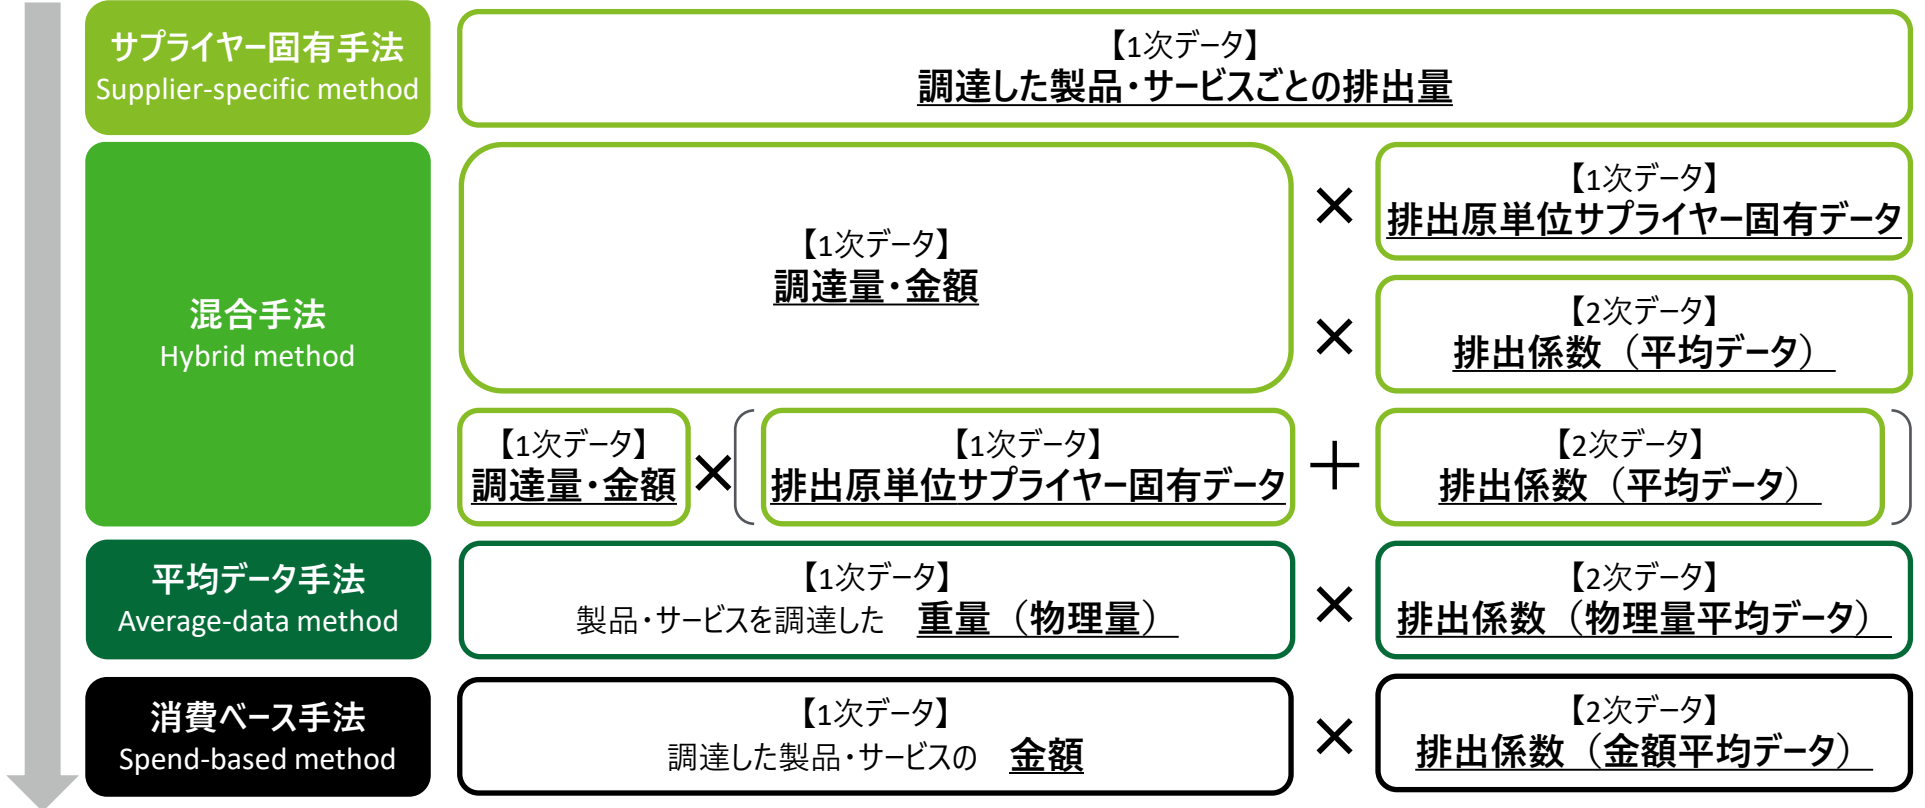 サプライヤー固有手法
Supplier-specific method
【1次データ】
調達した製品・サービスごとの排出量
混合手法
Hybrid method
【1次データ】
調達量・金額
×
【1次データ】
排出原単位サプライヤー固有データ
×
【2次データ】
排出係数（平均データ）
【1次データ】
調達量・金額
×
【1次データ】
排出原単位サプライヤー固有データ
＋
【2次データ】
排出係数（平均データ）
平均データ手法
Average-data method
【1次データ】
製品・サービスを調達した　重量（物理量）
×
【2次データ】
排出係数（物理量平均データ）
消費ベース手法
Spend-based method
【1次データ】
調達した製品・サービスの　金額
×
【2次データ】
排出係数（金額平均データ）